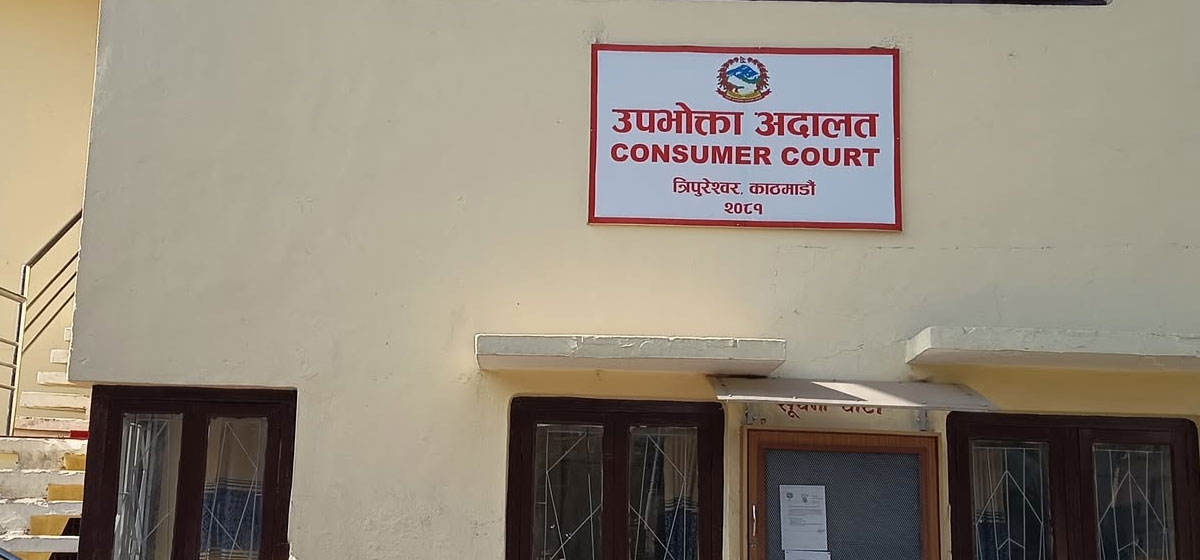 उपभोक्ता अदालत
CONSUMER COURT
त्रिपुरेश्वर, काठमाडौं
२०८१